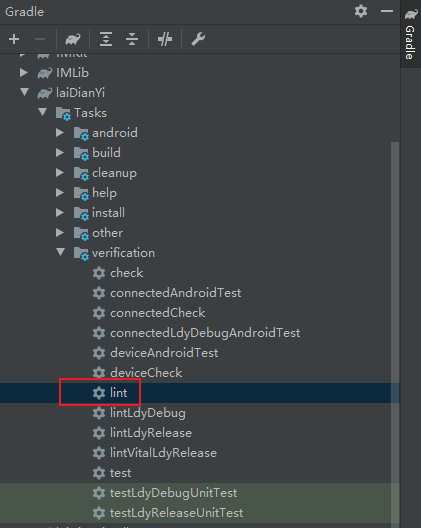 Gradle
Gradle
IMLib
laiDianYi
Tasks
android
build
cleanup
help
install
other
verification
check
connectedAndroidTest
connectedCheck
connectedLdyDebugAndroidTest
deviceAndroidTest
deviceCheck
lint
lintLdyDebug
lintLdyRelease
lintVitalLdyRelease
test
testLdyDebugUnitTest
testLdyReleaseUnitTest